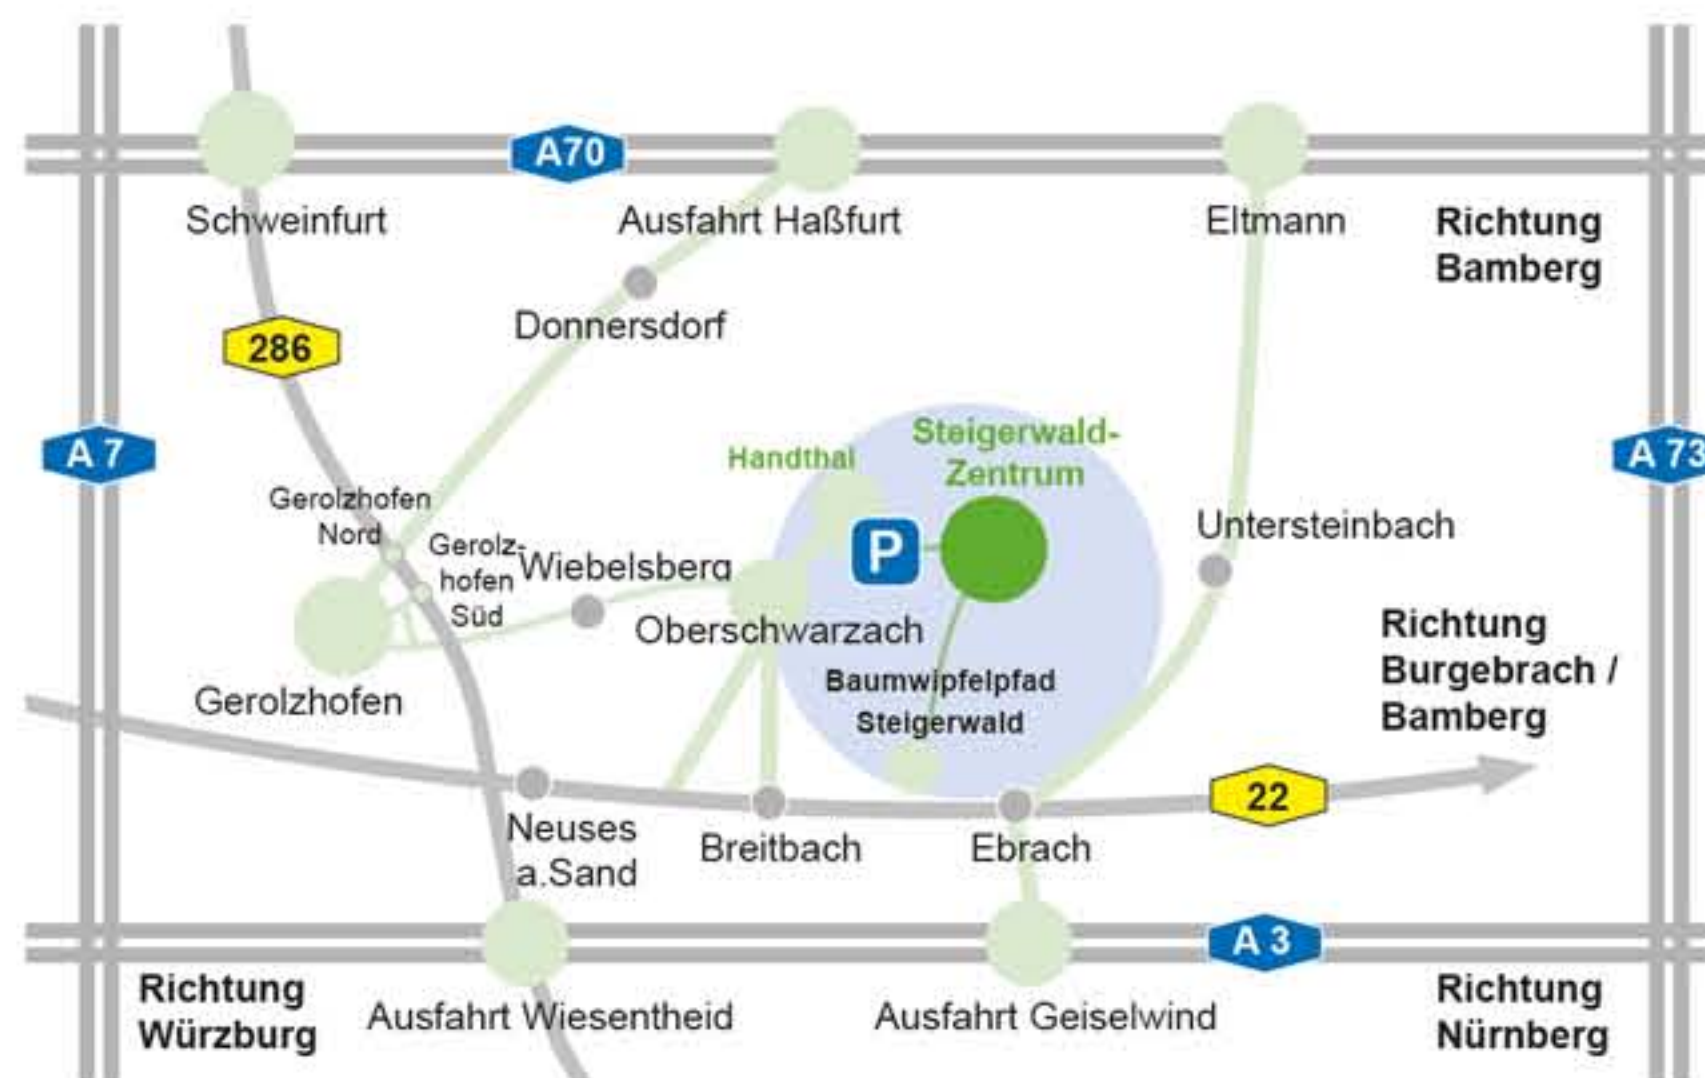 A70
Schweinfurt
Ausfahrt Haßfurt
Eltmann
Richtung
Bamberg
Donnersdorf
286
A 7
A 73
Handthal
Steigerwald-
Zentrum
Gerolzhofen
Nord
Gerolz-
hofen
Süd
Wiebelsberg
P
Untersteinbach
Oberschwarzach
Gerolzhofen
Baumwipfelpfad
Steigerwald
Richtung
Burgebrach /
Bamberg
22
Neuses
a.Sand
Breitbach
Ebrach
A 3
Richtung
Würzburg
Ausfahrt Wiesentheid
Ausfahrt Geiselwind
Richtung
Nürnberg